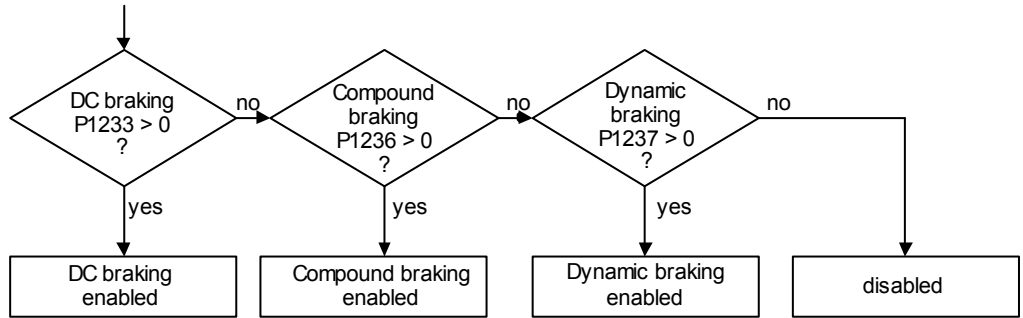 DC braking
P1233 > 0
?
no
Compound
braking
P1236 > 0
?
no
Dynamic
braking
P1237 > 0
?
no
yes
yes
yes
DC braking
enabled
Compound braking
enabled
Dynamic braking
enabled
disabled